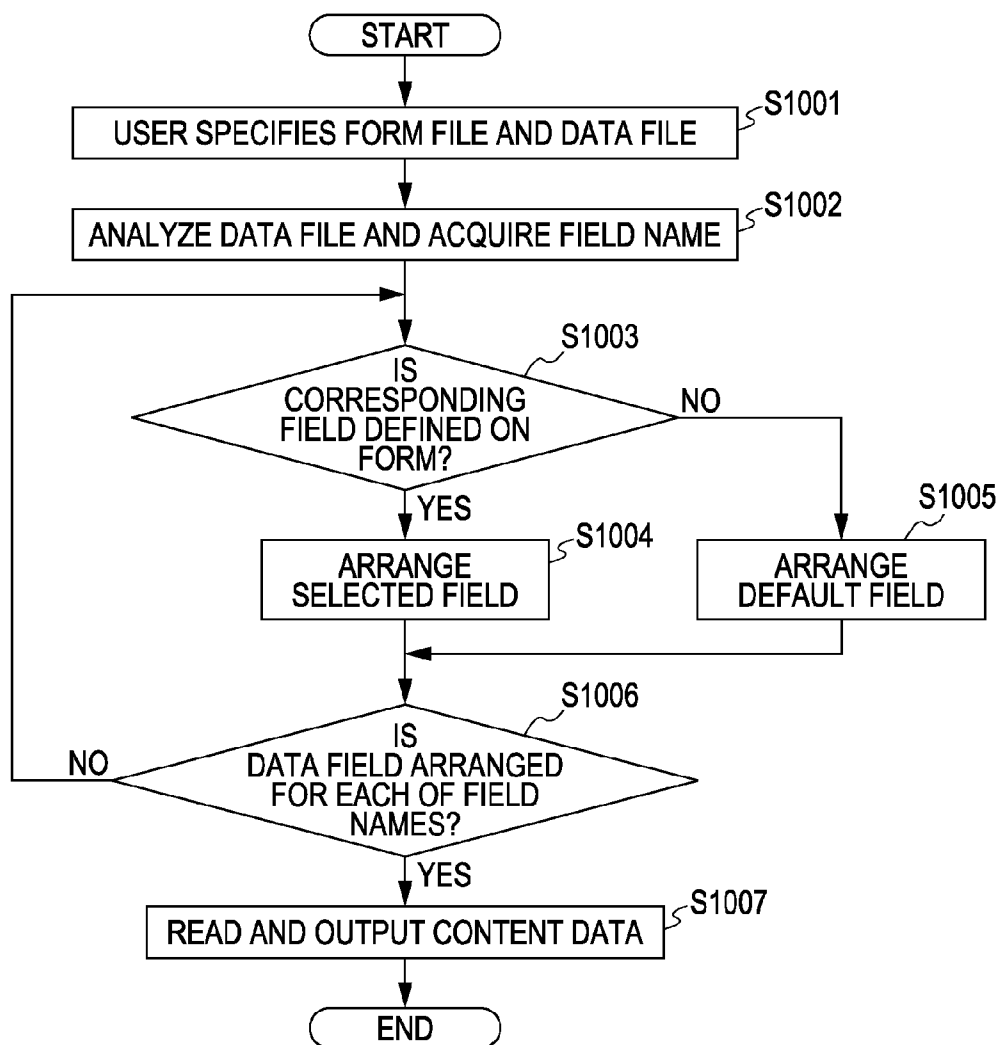 START
S1001
USER SPECIFIES FORM FILE AND DATA FILE
S1002
ANALYZE DATA FILE AND ACQUIRE FIELD NAME
S1003
IS
CORRESPONDING
FIELD DEFINED ON
FORM?
NO
YES
S1004
ARRANGE
SELECTED FIELD
S1005
ARRANGE
DEFAULT FIELD
S1006
IS
DATA FIELD ARRANGED
FOR EACH OF FIELD
NAMES?
NO
YES
S1007
READ AND OUTPUT CONTENT DATA
END